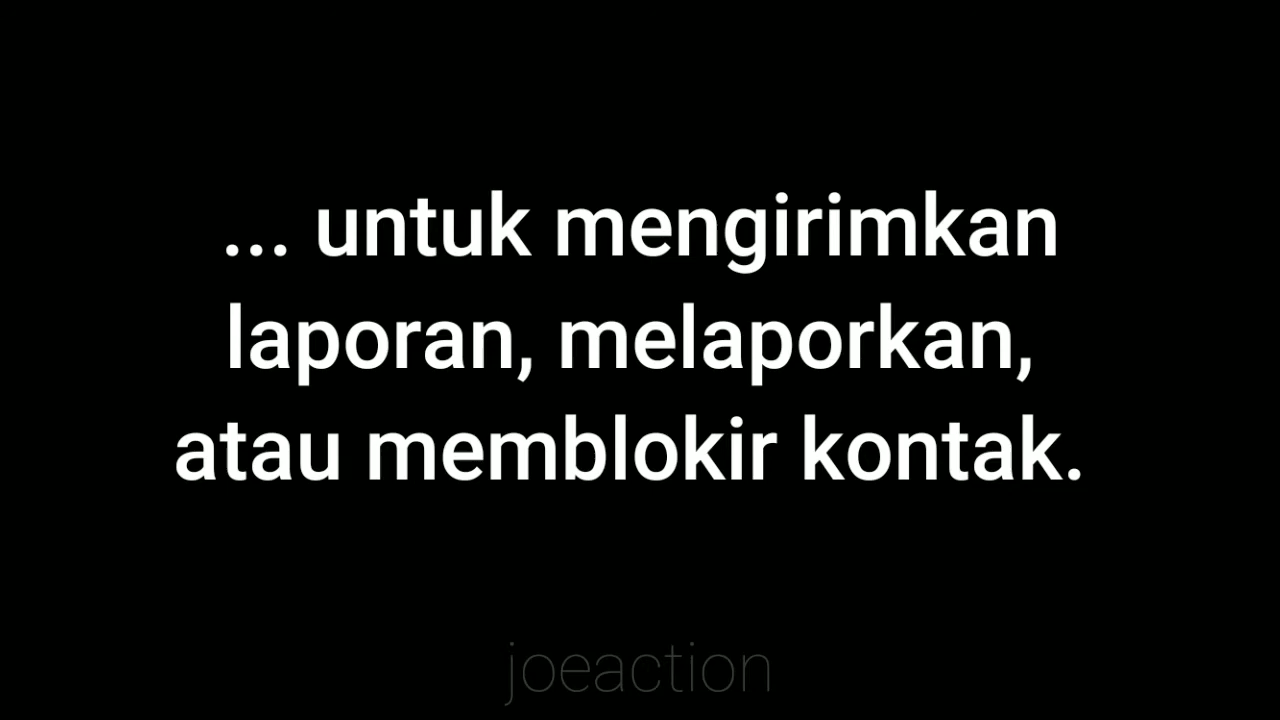 ... untuk mengirimkan
laporan, melaporkan,
atau memblokir kontak.
joeaction